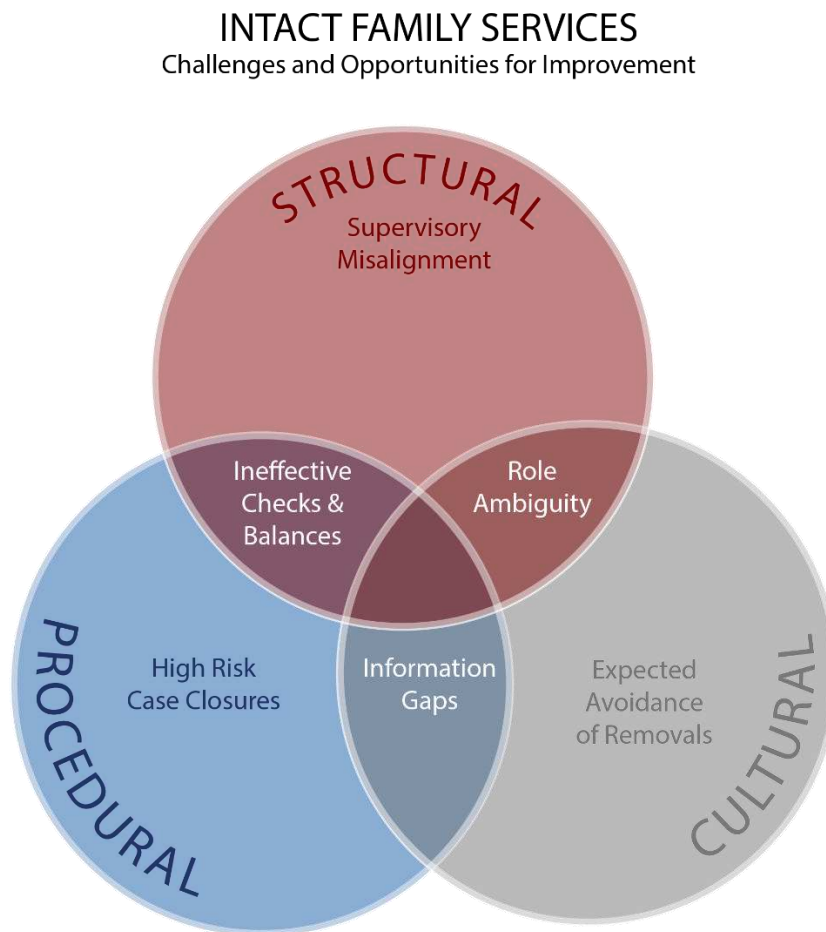 INTACT FAMILY SERVICES
Challenges and Opportunities for Improvement
STRUCTURAL
Supervisory
Misalignment
Ineffective
Checks &
Balances
Role
Ambiguity
PROCEDURAL
High Risk
Case Closures
Information
Gaps
Expected
Avoidance
of Removals
CULTURAL